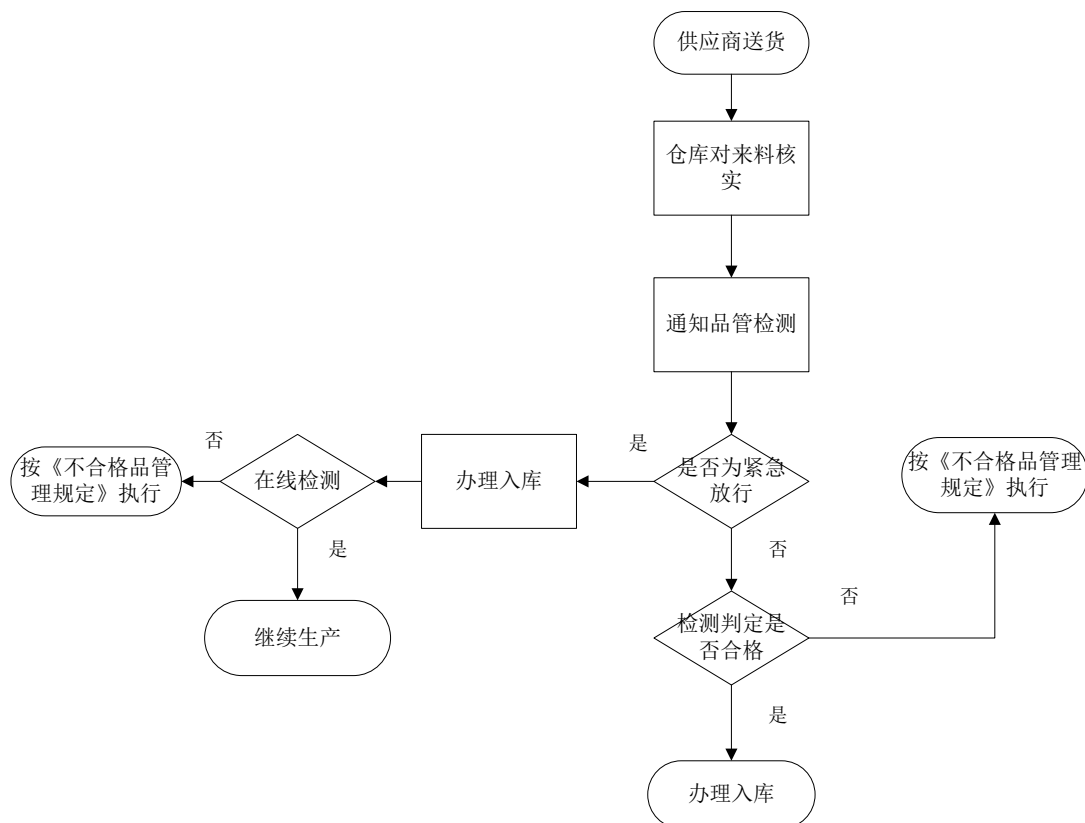 供应商送货
仓库对来料核
实
通知品管检测
否
是
按《不合格品管
理规定》执行
在线检测
办理入库
是否为紧急
放行
按《不合格品管理
规定》执行
是
否
继续生产
检测判定是
否合格
否
是
办理入库